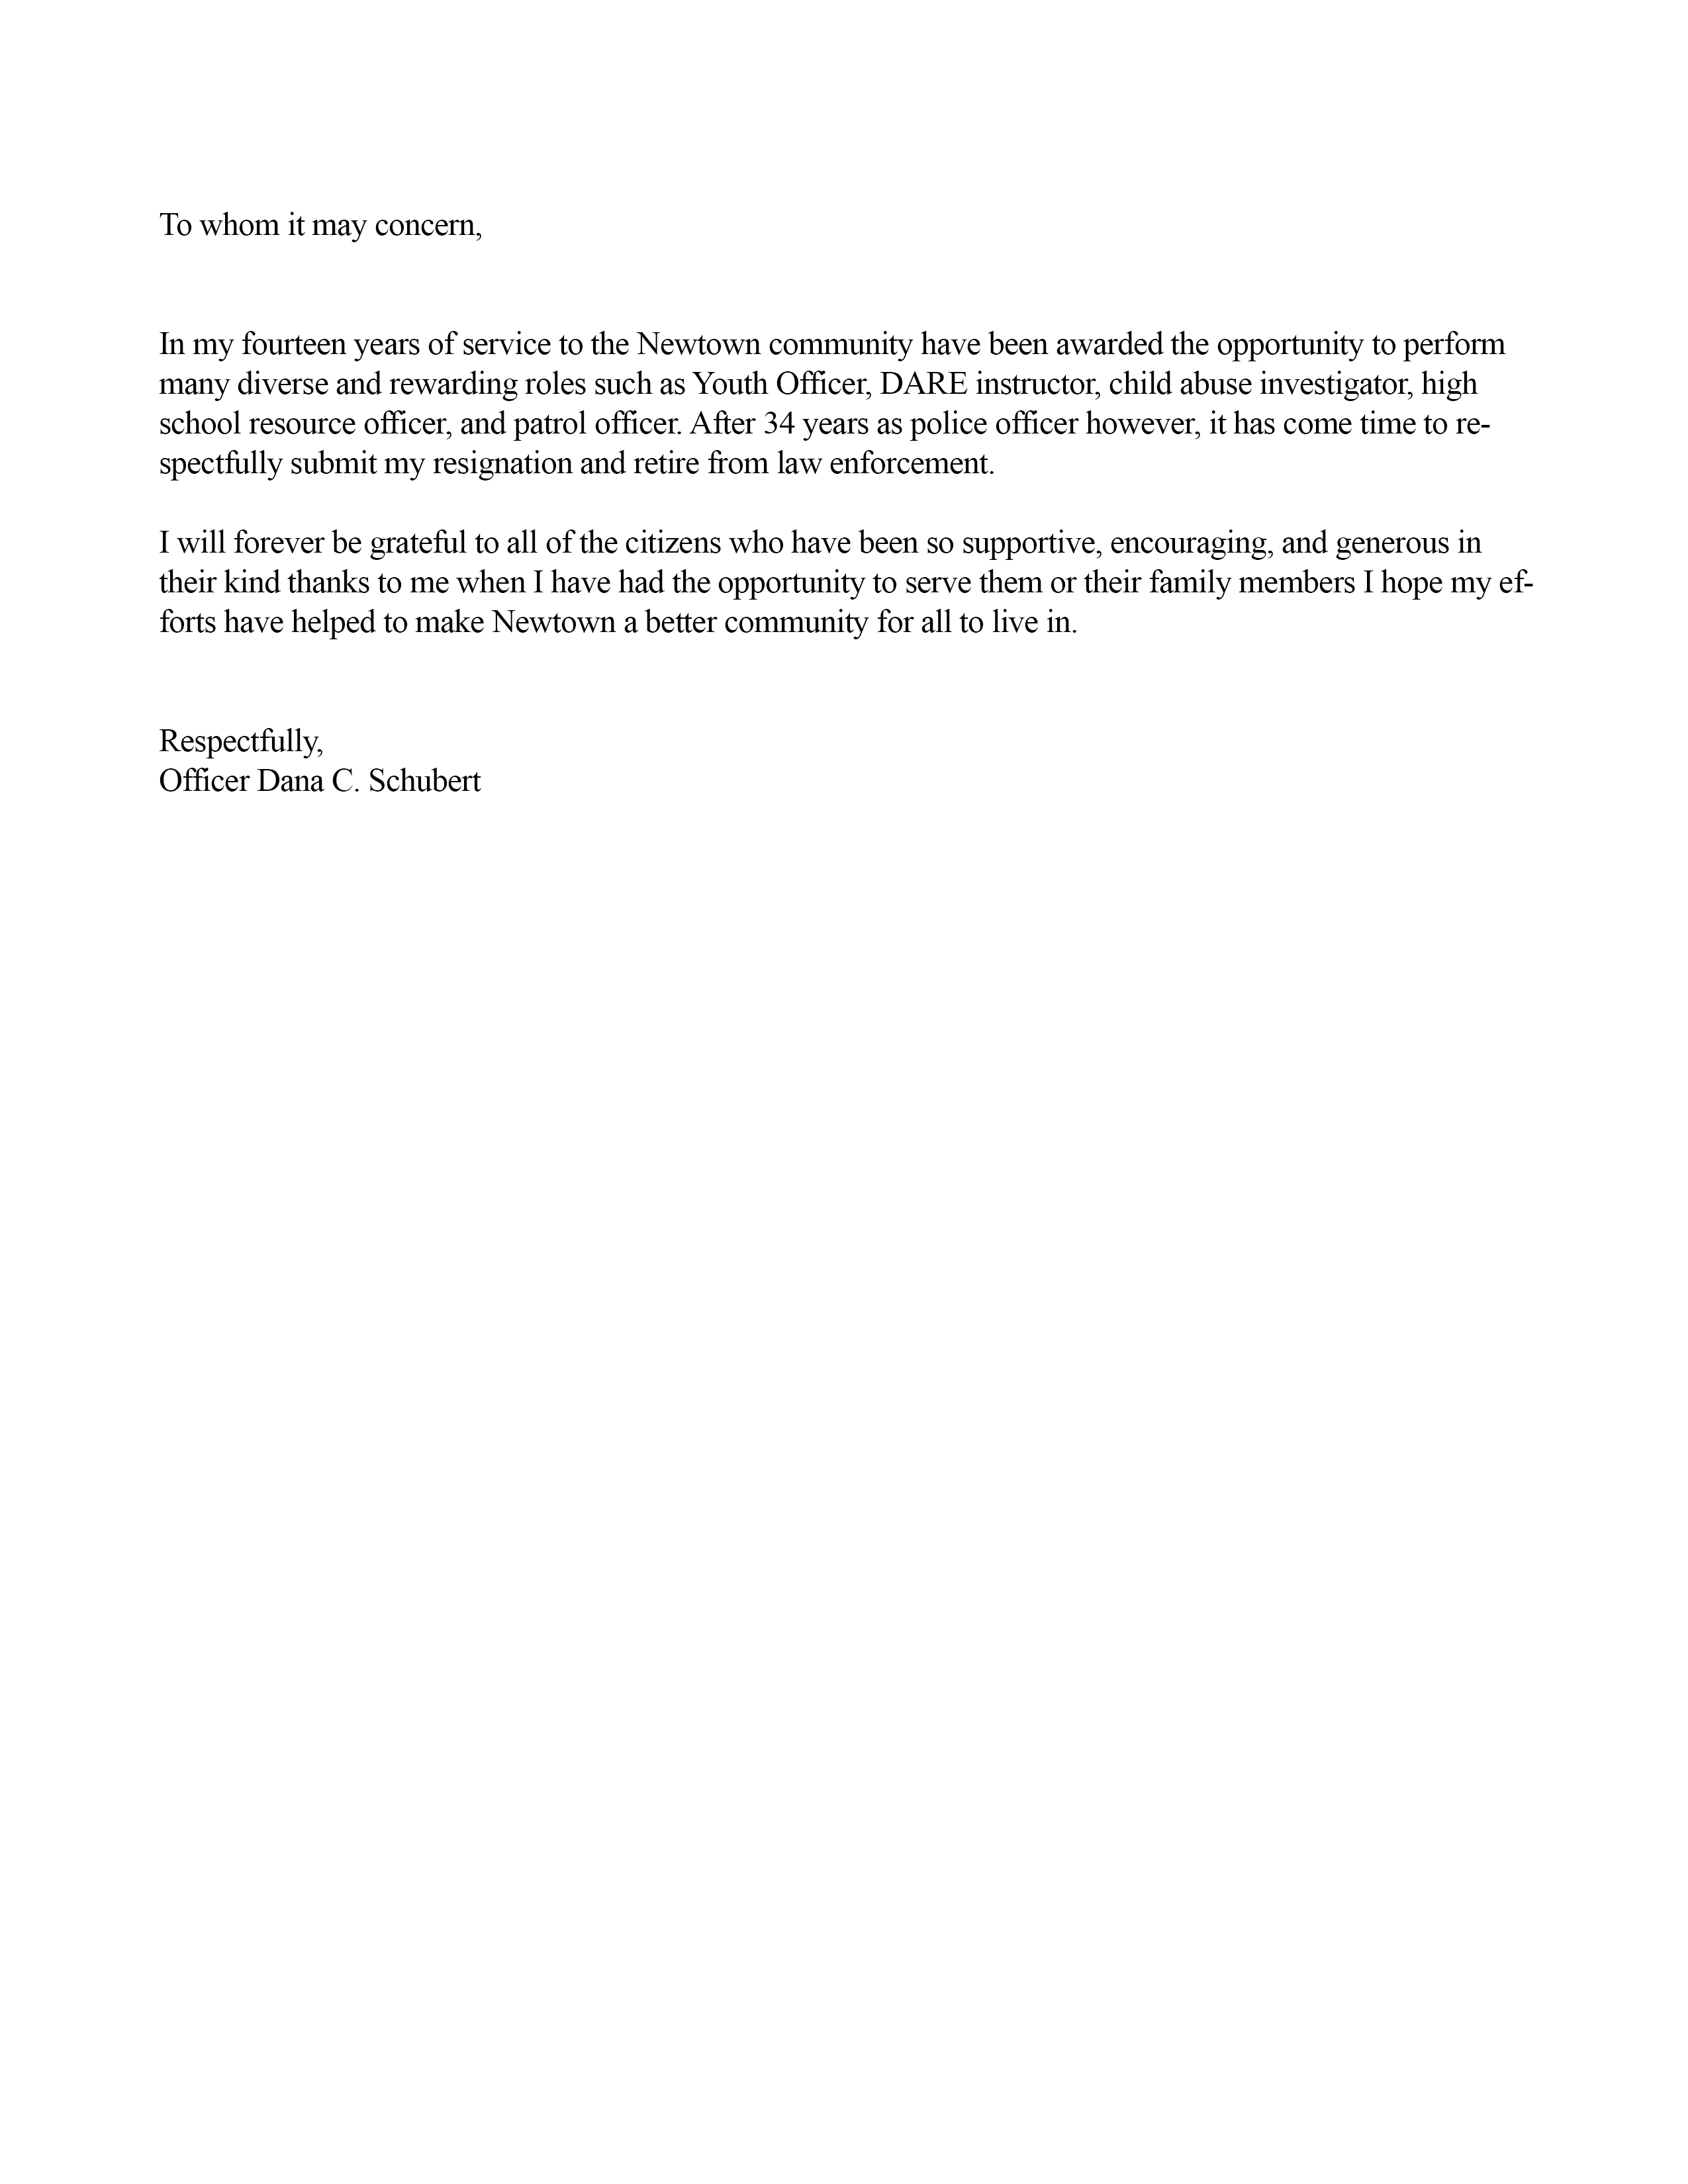 To whom it may concern,
In my fourteen years of service to the Newtown community have been awarded the opportunity to perform
many diverse and rewarding roles such as Youth Officer, DARE instructor, child abuse investigator, high
school resource officer, and patrol officer. After 34 years as police officer however, it has come time to re-
spectfully submit my resignation and retire from law enforcement.
I will forever be grateful to all of the citizens who have been so supportive, encouraging, and generous in
their kind thanks to me when I have had the opportunity to serve them or their family members I hope my ef-
forts have helped to make Newtown a better community for all to live in.
Respectfully,
Officer Dana C. Schubert